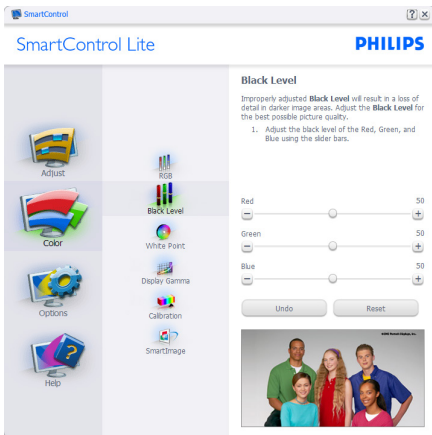 SmartControl
SmartControl Lite
PHILIPS
Adjust
Color
Options
Help
RGB
Black Level
White Point
Display Gamma
Calibration
SmartImage
Black Level
Improperly adjusted Black Level will result in a loss of
detail in darker image areas. Adjust the Black Level for
the best possible picture quality.
1. Adjust the black level of the Red, Green, and
Blue using the slider bars.
Red 50
Green 50
Blue 50
Undo Reset